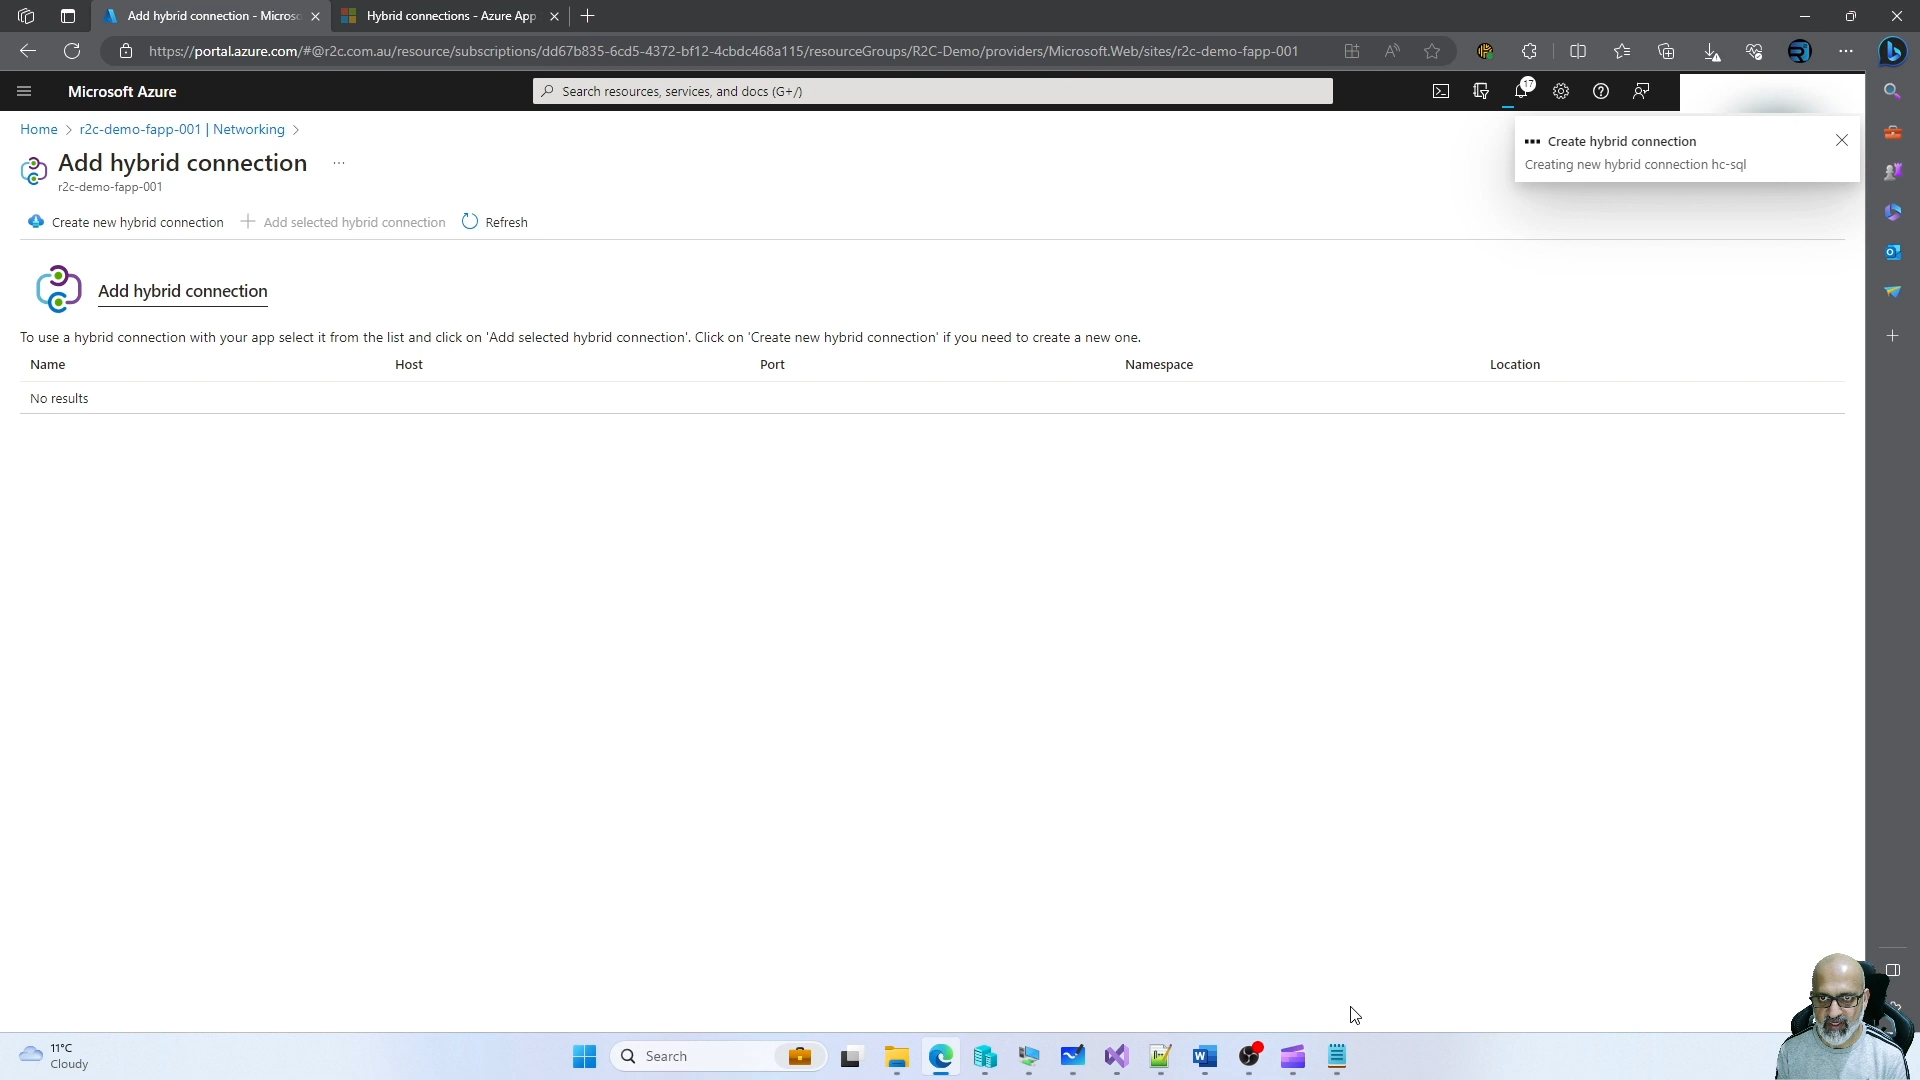 Add hybrid connection - Micros
Hybrid connections - Azure App
https://portal.azure.com/#@r2c.com.au/resource/subscriptions/dd67b835-6cd5-4372-bf12-4cbdc468a115/resourceGroups/R2C-Demo/providers/Microsoft.Web/sites/r2c-demo-fapp-001
Microsoft Azure
Search resources, services, and docs (G+/)
17
Home > r2c-demo-fapp-001 | Networking >
Add hybrid connection ...
r2c-demo-fapp-001
Create hybrid connection
Creating new hybrid connection hc-sql
Create new hybrid connection
Add selected hybrid connection
Refresh
Add hybrid connection
To use a hybrid connection with your app select it from the list and click on 'Add selected hybrid connection'. Click on 'Create new hybrid connection' if you need to create a new one.
Name Host Port Namespace Location
No results
11°C
Cloudy
Search